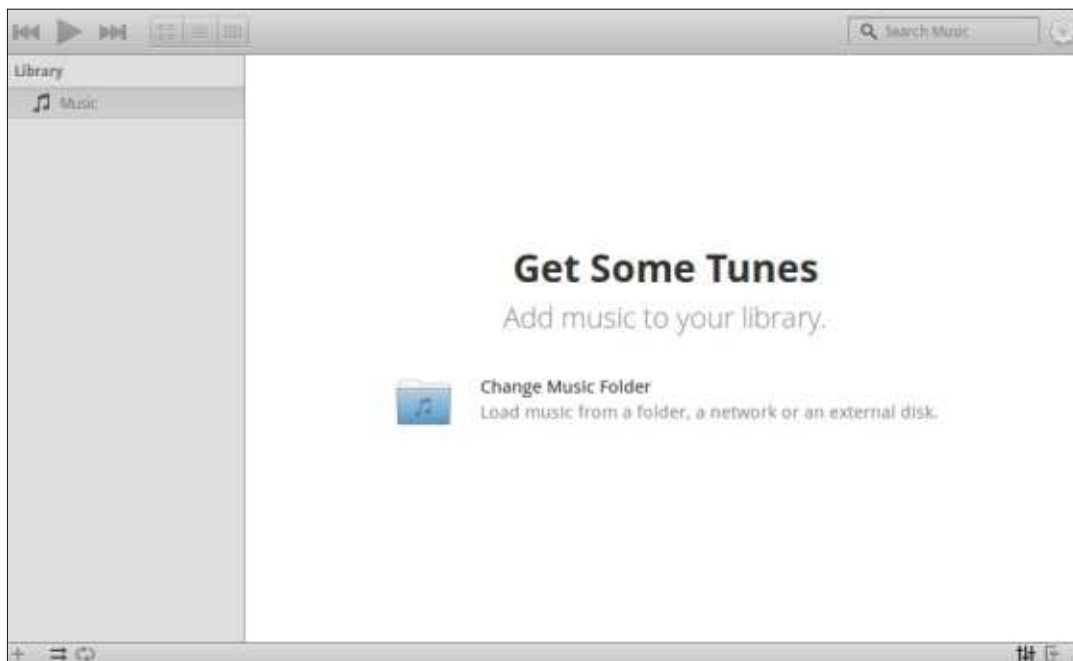 Search Music
Library
Music
Get Some Tunes
Add music to your library.
Change Music Folder
Load music from a folder, a network or an external disk.